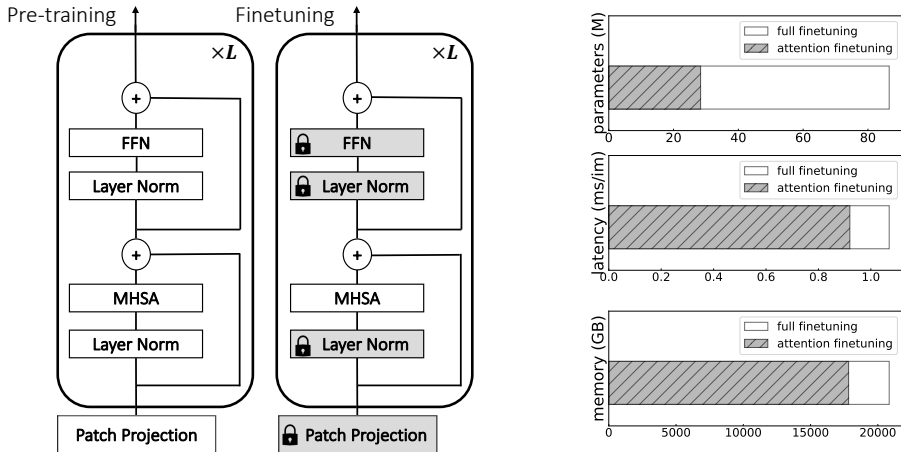 Pre-training
×L
+
FFN
Layer Norm
+
MHSA
Layer Norm
Patch Projection
Finetuning
×L
+
FFN
Layer Norm
+
MHSA
Layer Norm
Patch Projection
parameters (M)
full finetuning
attention finetuning
0 20 40 60 80
latency (ms/im)
full finetuning
attention finetuning
0.0 0.2 0.4 0.6 0.8 1.0
memory (GB)
full finetuning
attention finetuning
0 5000 10000 15000 20000